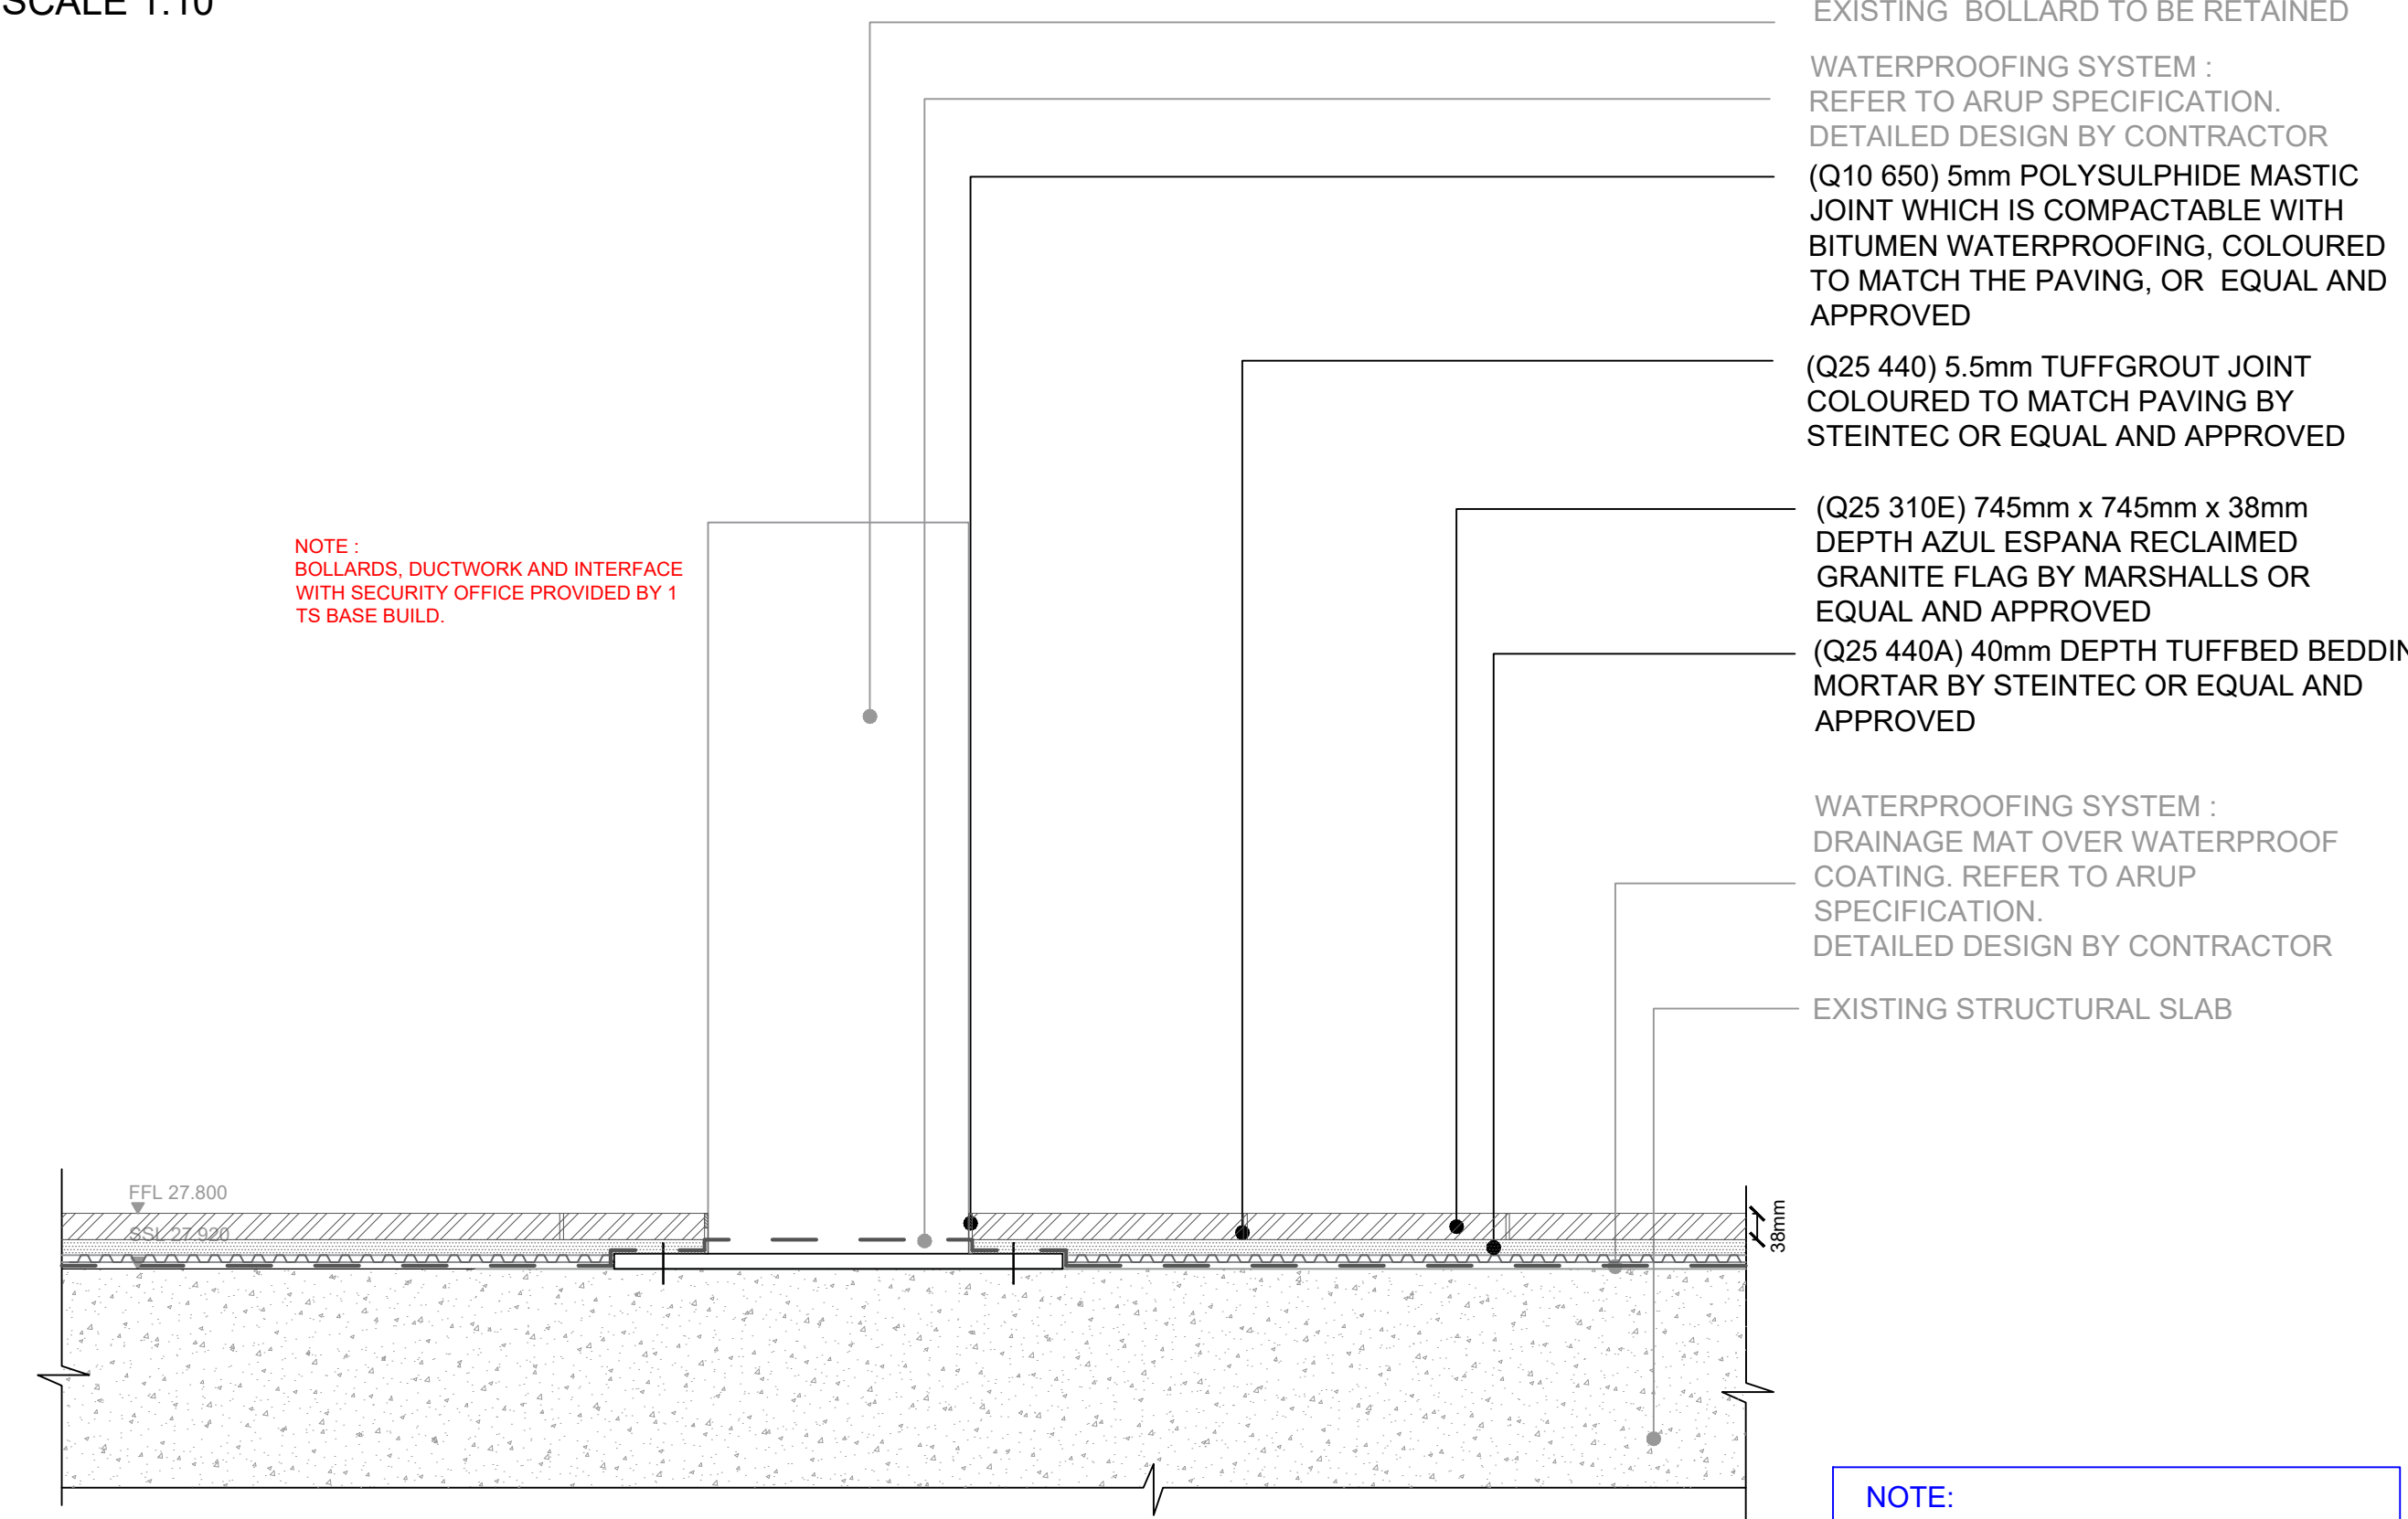 SCALE 1:10
EXISTING BOLLARD TO BE RETAINED
WATERPROOFING SYSTEM :
REFER TO ARUP SPECIFICATION.
DETAILED DESIGN BY CONTRACTOR
(Q10 650) 5mm POLYSULPHIDE MASTIC
JOINT WHICH IS COMPACTABLE WITH
BITUMEN WATERPROOFING, COLOURED
TO MATCH THE PAVING, OR EQUAL AND
APPROVED
(Q25 440) 5.5mm TUFFGROUT JOINT
COLOURED TO MATCH PAVING BY
STEINTEC OR EQUAL AND APPROVED
(Q25 310E) 745mm x 745mm x 38mm
DEPTH AZUL ESPANA RECLAIMED
GRANITE FLAG BY MARSHALLS OR
EQUAL AND APPROVED
(Q25 440A) 40mm DEPTH TUFFBED BEDDIN
MORTAR BY STEINTEC OR EQUAL AND
APPROVED
NOTE :
BOLLARDS, DUCTWORK AND INTERFACE
WITH SECURITY OFFICE PROVIDED BY 1
TS BASE BUILD.
WATERPROOFING SYSTEM :
DRAINAGE MAT OVER WATERPROOF
COATING. REFER TO ARUP
SPECIFICATION.
DETAILED DESIGN BY CONTRACTOR
EXISTING STRUCTURAL SLAB
FFL 27.800
SSL 27.920
38mm
NOTE: